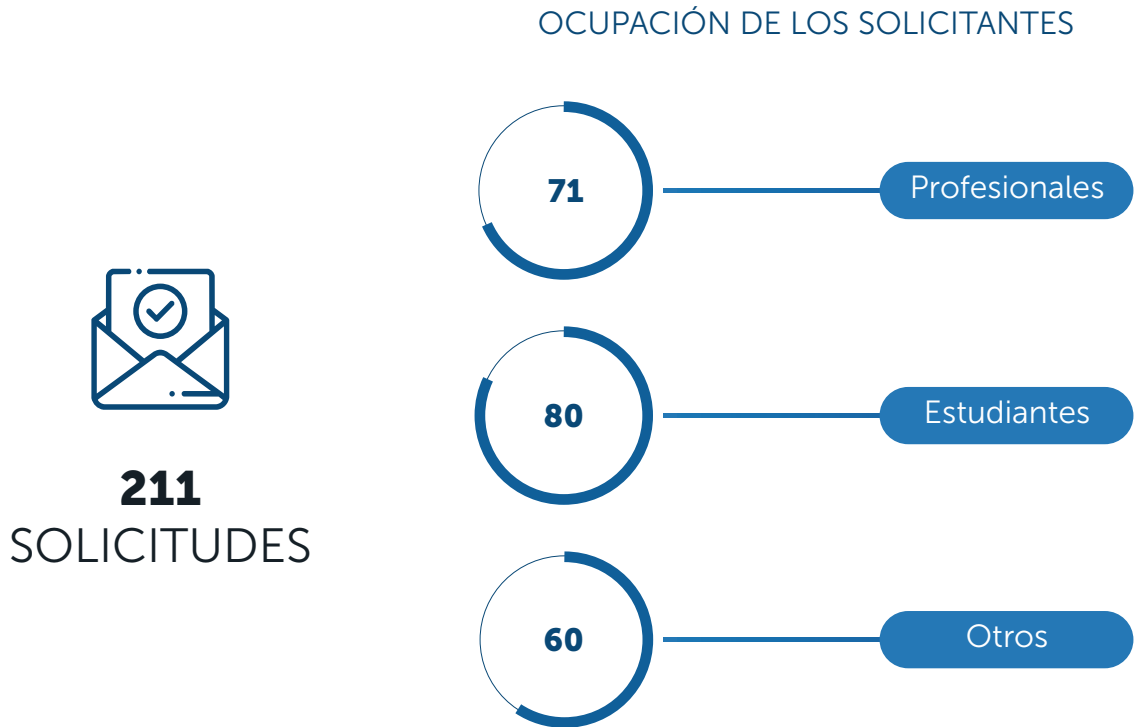 OCUPACIÓN DE LOS SOLICITANTES
71
Profesionales
80
Estudiantes
211
SOLICITUDES
60
Otros